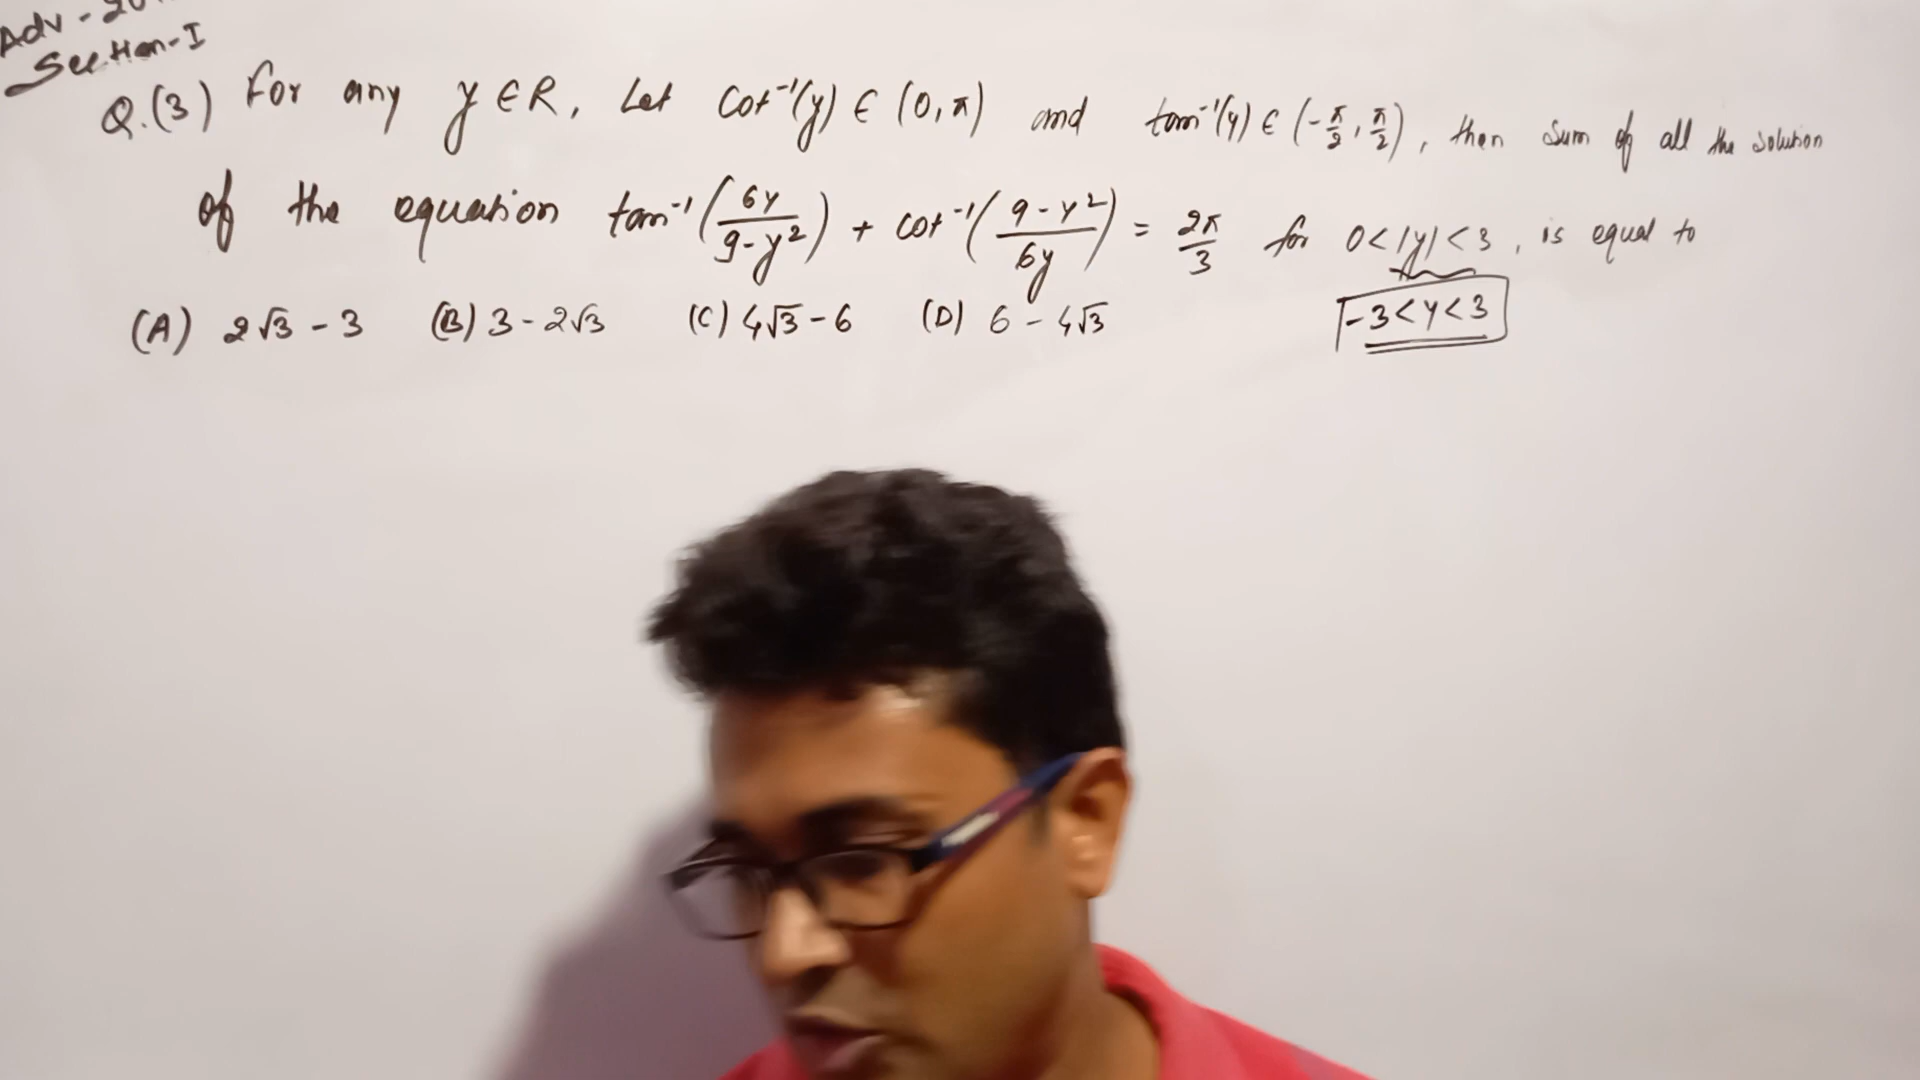 Adv - 20
Section-I
Q.(3) For any y ∈ R, Let cot⁻¹(y) ∈ (0, π) and tan⁻¹(y) ∈ (-π/2, π/2), then sum of all the solution
of the equation tan⁻¹(6y/(9-y²)) + cot⁻¹((9-y²)/6y) = 2π/3 for 0<|y|<3, is equal to
(A) 2√3 - 3 (B) 3 - 2√3 (C) 4√3 - 6 (D) 6 - 4√3
-3<y<3